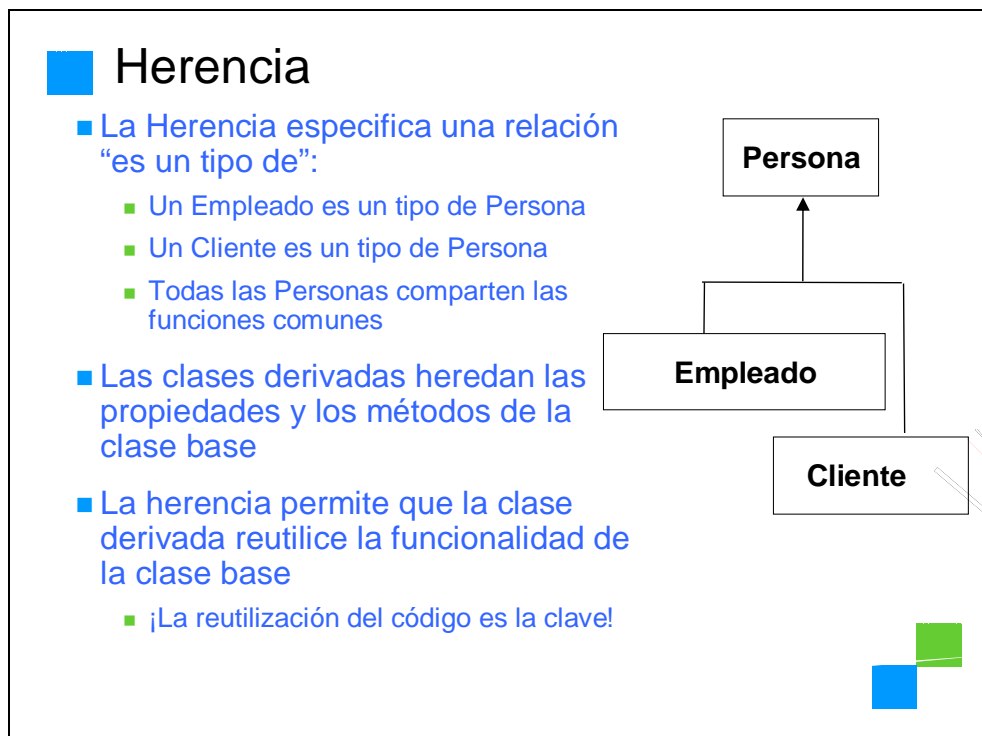 Herencia
La Herencia especifica una relación
“es un tipo de”:
Un Empleado es un tipo de Persona
Un Cliente es un tipo de Persona
Todas las Personas comparten las
funciones comunes
Las clases derivadas heredan las
propiedades y los métodos de la
clase base
La herencia permite que la clase
derivada reutilice la funcionalidad de
la clase base
¡La reutilización del código es la clave!
Persona
Empleado
Cliente